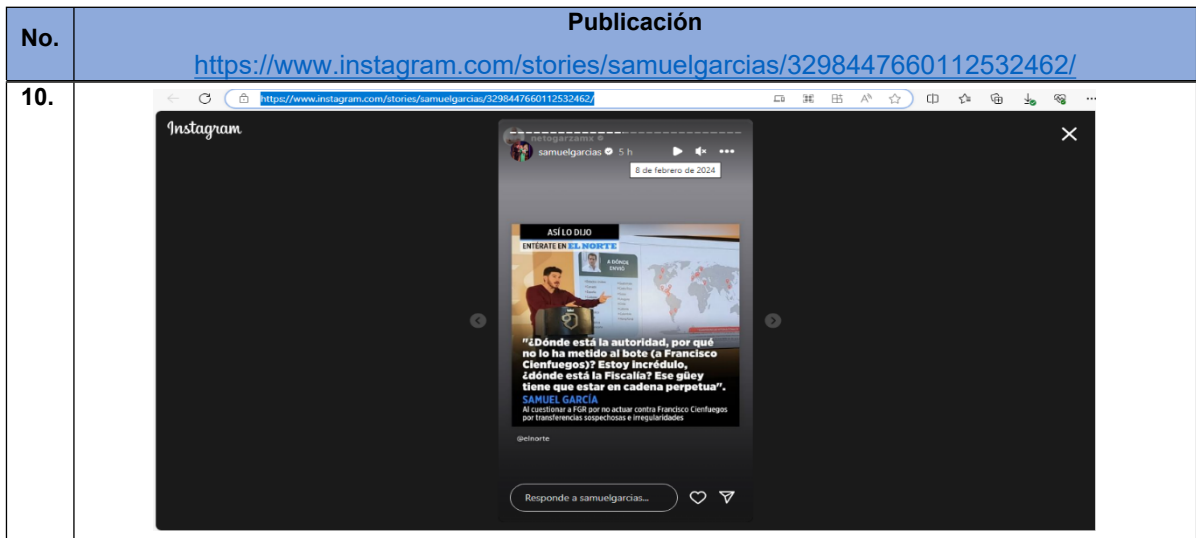 No.
Publicación
https://www.instagram.com/stories/samuelgarcias/3298447660112532462/
10.
https://www.instagram.com/stories/samuelgarcias/3298447660112532462/
Instagram
netogarzamx
samuelgarcias 5 h
8 de febrero de 2024
ASÍ LO DIJO
ENTÉRATE EN EL NORTE
A DÓNDE
ENVIÓ
"¿Dónde está la autoridad, por qué
no lo ha metido al bote (a Francisco
Cienfuegos)? Estoy incrédulo,
¿dónde está la Fiscalía? Ese güey
tiene que estar en cadena perpetua".
SAMUEL GARCÍA
Al cuestionar a FGR por no actuar contra Francisco Cienfuegos
por transferencias sospechosas e irregularidades
@elnorte
Responde a samuelgarcias...